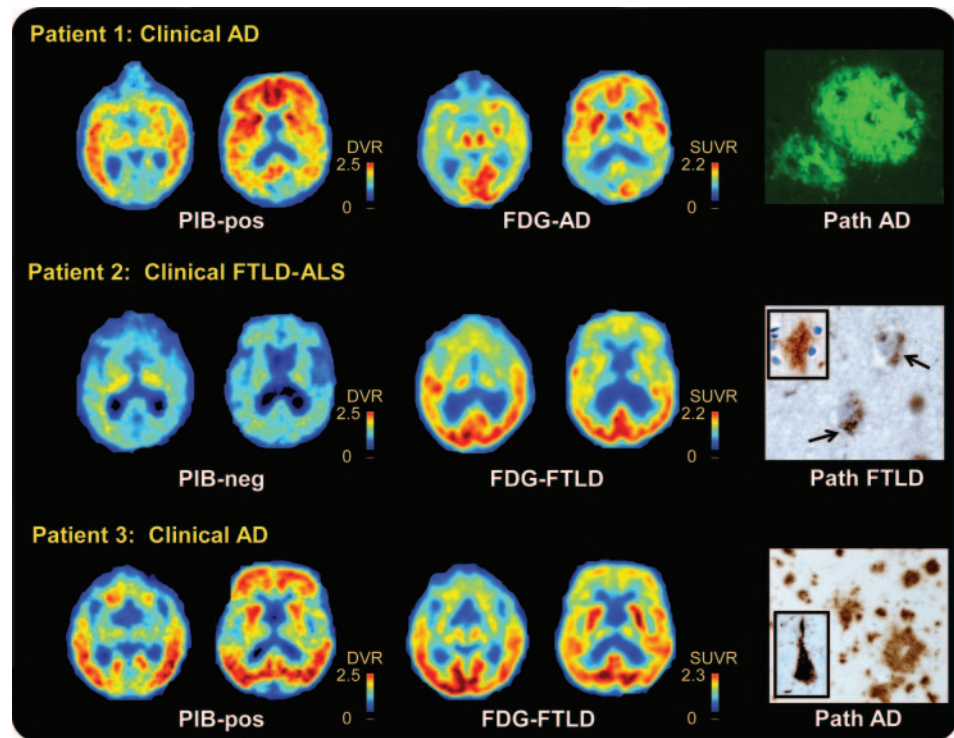 Patient 1: Clinical AD
DVR
2.5
0
PIB-pos
SUVR
2.2
0
FDG-AD
Path AD
Patient 2: Clinical FTLD-ALS
DVR
2.5
0
PIB-neg
SUVR
2.2
0
FDG-FTLD
Path FTLD
Patient 3: Clinical AD
DVR
2.5
0
PIB-pos
SUVR
2.3
0
FDG-FTLD
Path AD